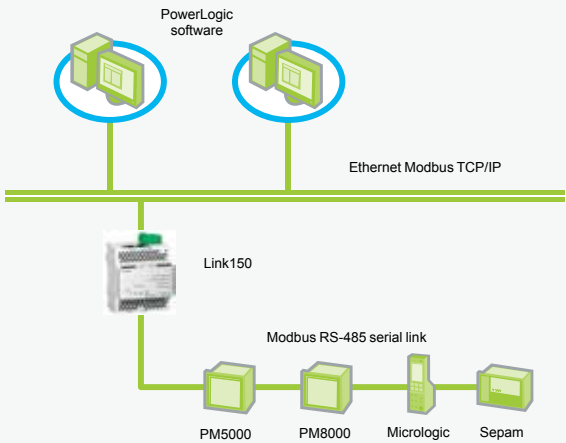 PowerLogic
software
Ethernet Modbus TCP/IP
Link150
Modbus RS-485 serial link
PM5000
PM8000
Micrologic
Sepam